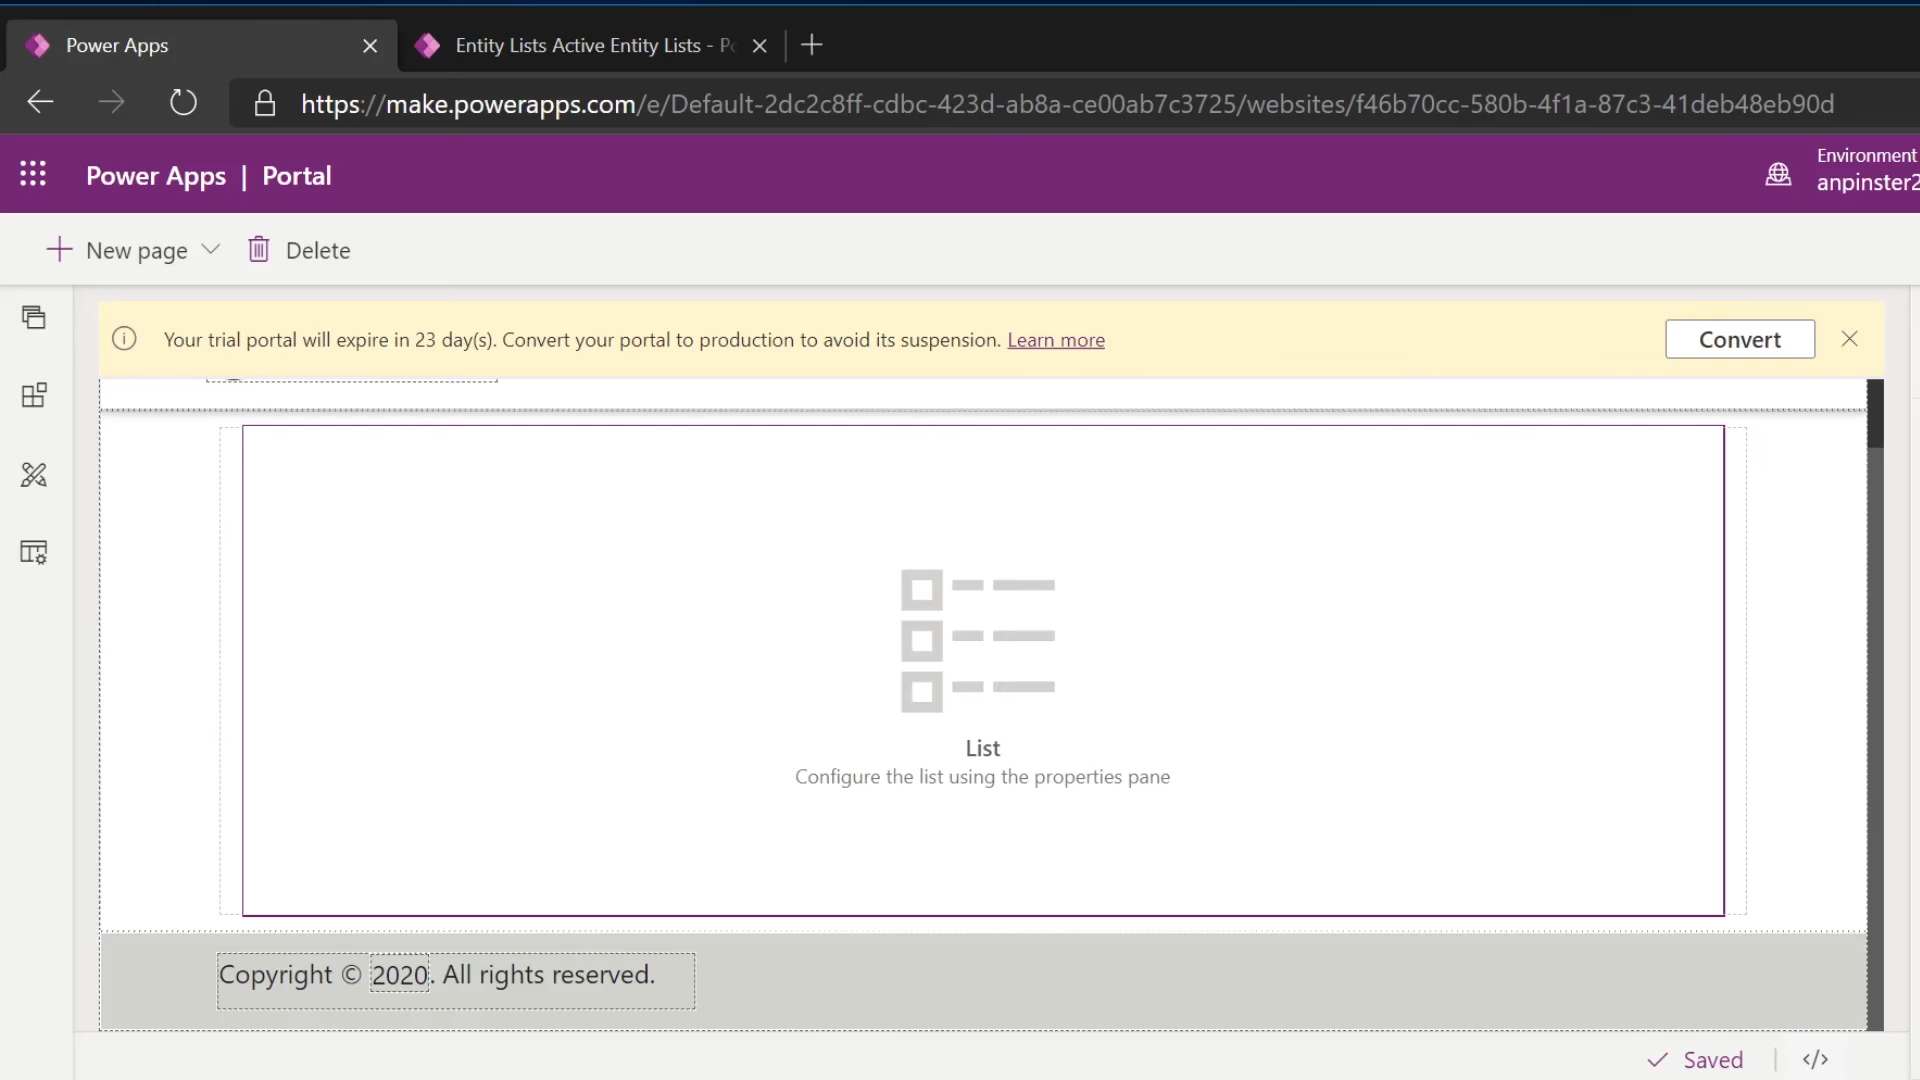 Power Apps
Entity Lists Active Entity Lists - Po
https://make.powerapps.com/e/Default-2dc2c8ff-cdbc-423d-ab8a-ce00ab7c3725/websites/f46b70cc-580b-4f1a-87c3-41deb48eb90d
Power Apps | Portal
Environment
anpinster2
New page
Delete
Your trial portal will expire in 23 day(s). Convert your portal to production to avoid its suspension. Learn more
Convert
List
Configure the list using the properties pane
Copyright © 2020. All rights reserved.
Saved
</>